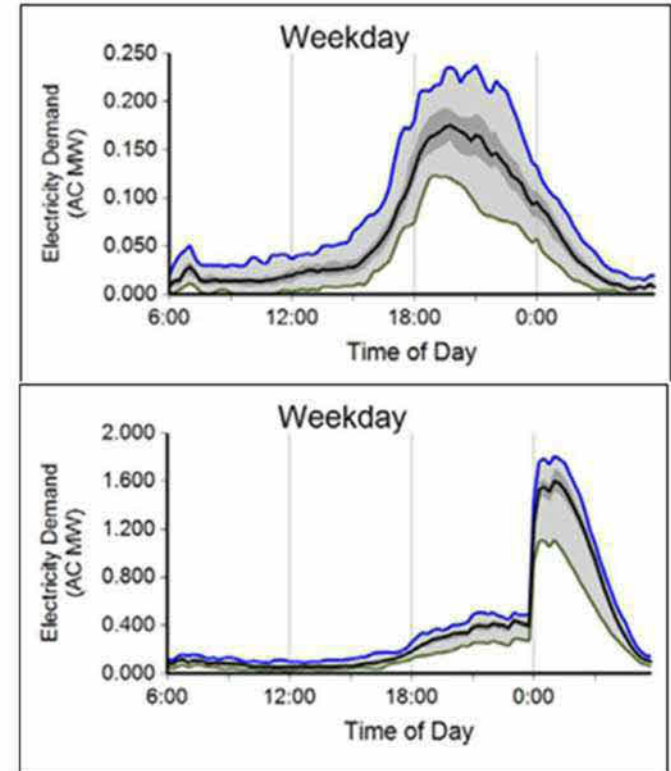 Weekday
0.250
0.200
0.150
0.100
0.050
0.000
Electricity Demand
(AC MW)
6:00 12:00 18:00 0:00
Time of Day
Weekday
2.000
1.600
1.200
0.800
0.400
0.000
Electricity Demand
(AC MW)
6:00 12:00 18:00 0:00
Time of Day